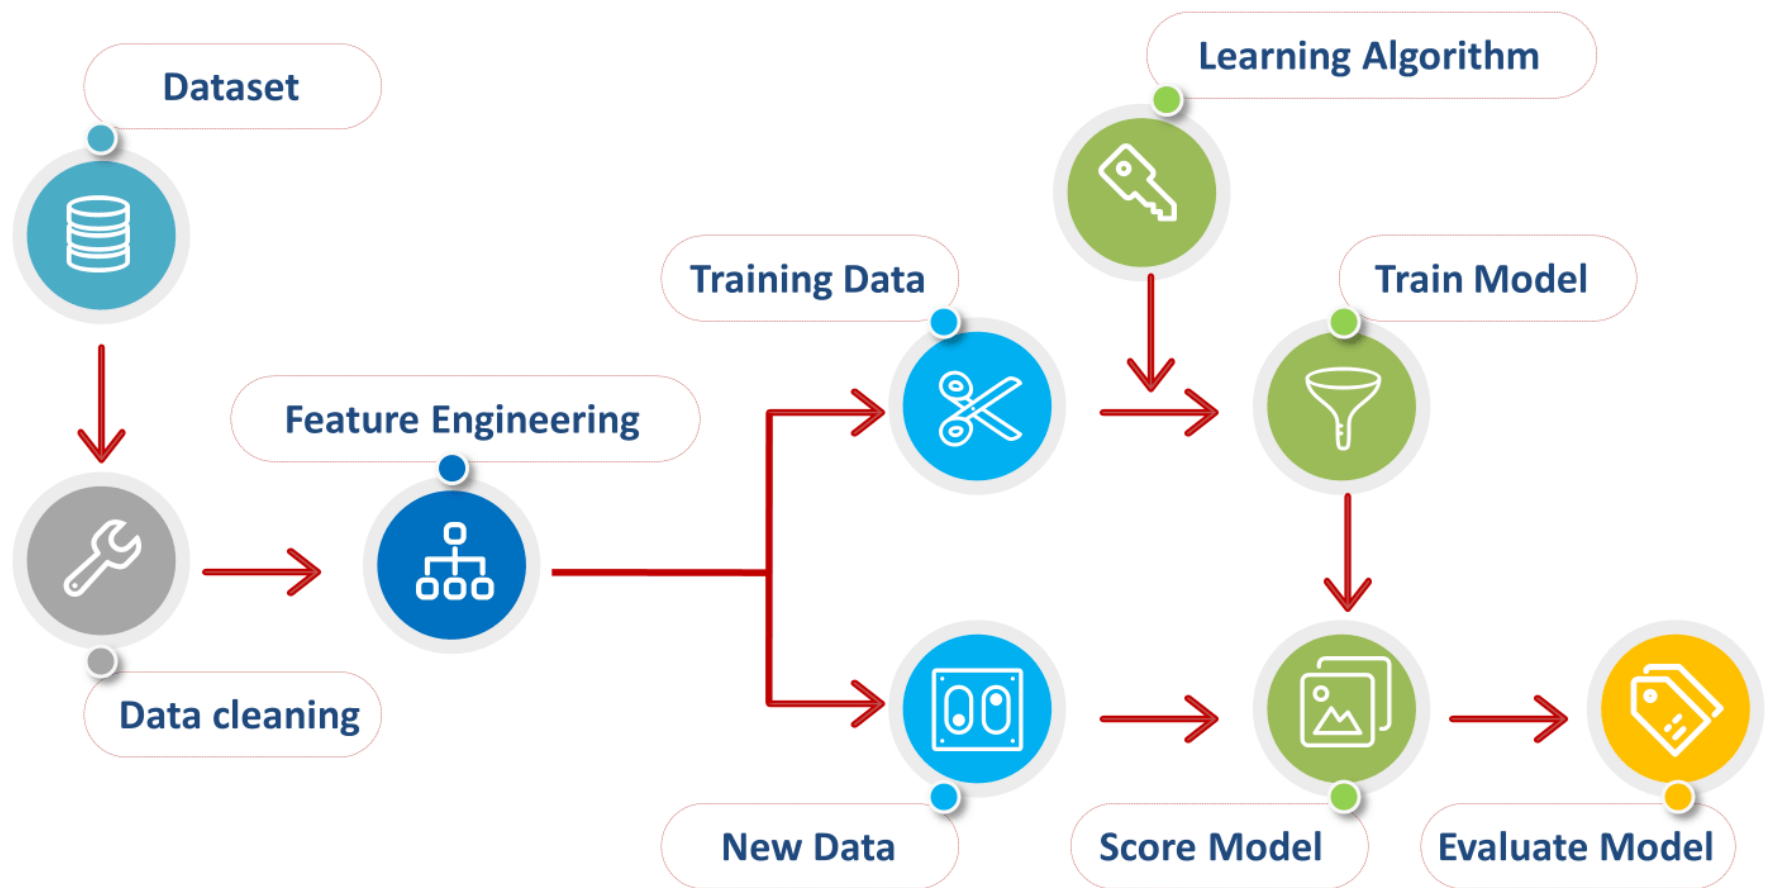 Dataset
Data cleaning
Feature Engineering
Training Data
New Data
Learning Algorithm
Train Model
Score Model
Evaluate Model